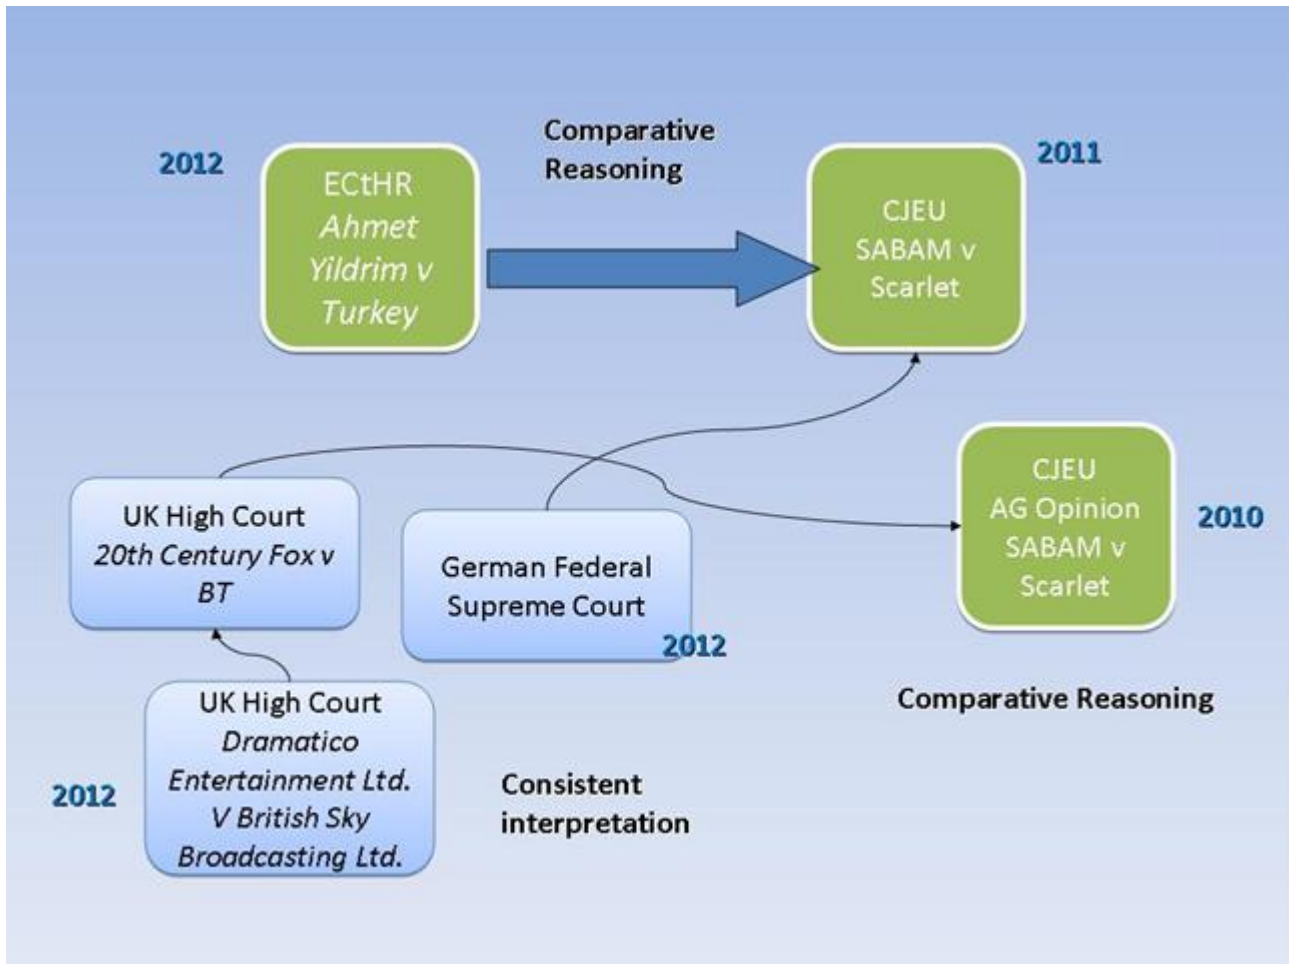 Comparative
Reasoning
2012
2011
ECtHR
Ahmet
Yildrim v
Turkey
CJEU
SABAM v
Scarlet
CJEU
AG Opinion
SABAM v
Scarlet
2010
UK High Court
20th Century Fox v
BT
German Federal
Supreme Court
2012
UK High Court
Dramatico
Entertainment Ltd.
V British Sky
Broadcasting Ltd.
2012
Comparative Reasoning
Consistent
interpretation